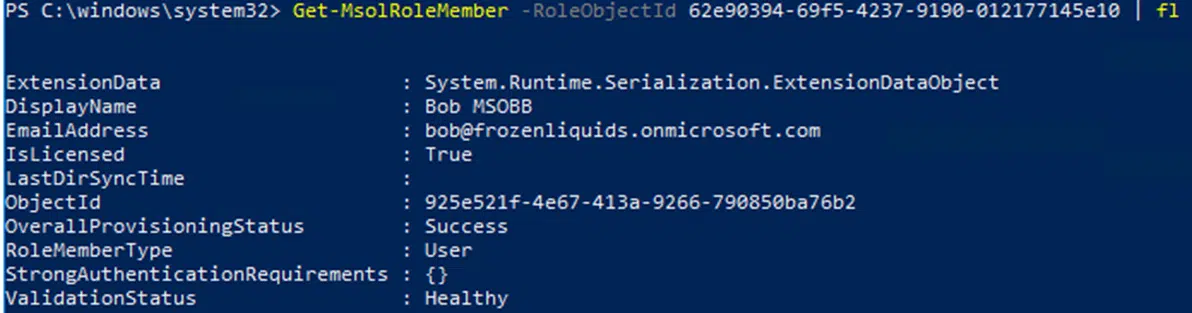 PS C:\windows\system32> Get-MsolRoleMember -RoleObjectId 62e90394-69f5-4237-9190-012177145e10 | fl
ExtensionData : System.Runtime.Serialization.ExtensionDataObject
DisplayName : Bob MSOBB
EmailAddress : bob@frozenliquids.onmicrosoft.com
IsLicensed : True
LastDirSyncTime :
ObjectId : 925e521f-4e67-413a-9266-790850ba76b2
OverallProvisioningStatus : Success
RoleMemberType : User
StrongAuthenticationRequirements : {}
ValidationStatus : Healthy